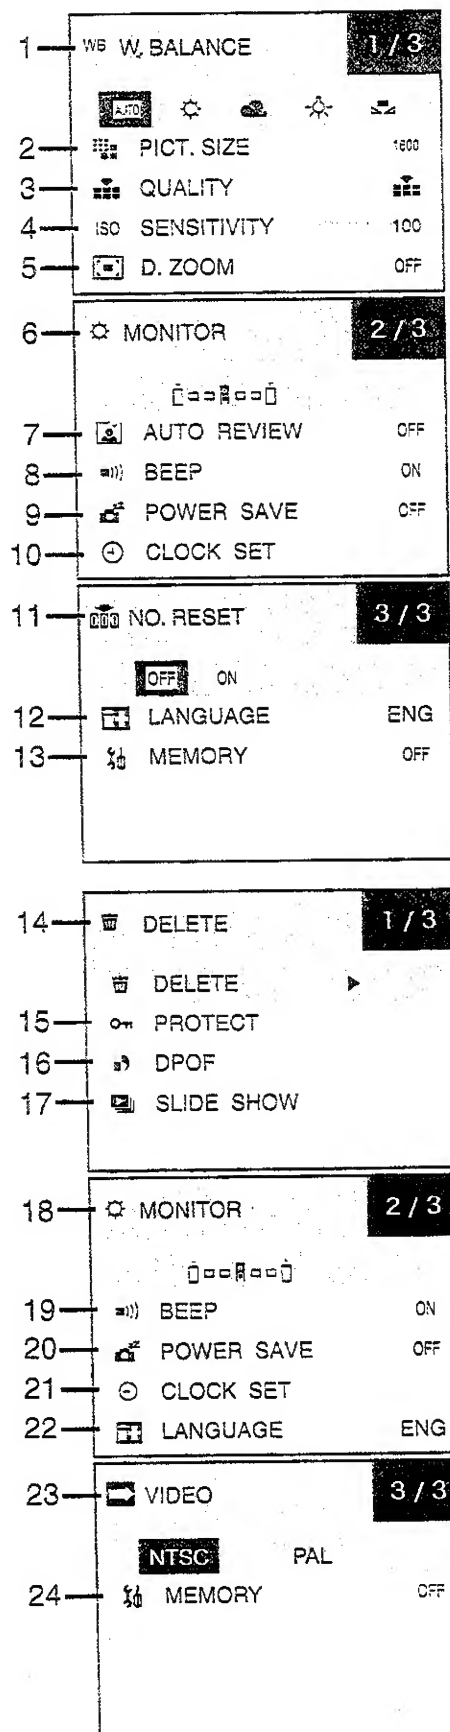 1 WB W. BALANCE 1 / 3
AUTO
2 PICT. SIZE 1600
3 QUALITY
4 ISO SENSITIVITY 100
5 D. ZOOM OFF
6 MONITOR 2 / 3
7 AUTO REVIEW OFF
8 BEEP ON
9 POWER SAVE OFF
10 CLOCK SET
11 000 NO. RESET 3 / 3
OFF ON
12 LANGUAGE ENG
13 MEMORY OFF
14 DELETE 1 / 3
DELETE
15 PROTECT
16 DPOF
17 SLIDE SHOW
18 MONITOR 2 / 3
19 BEEP ON
20 POWER SAVE OFF
21 CLOCK SET
22 LANGUAGE ENG
23 VIDEO 3 / 3
NTSC PAL
24 MEMORY OFF